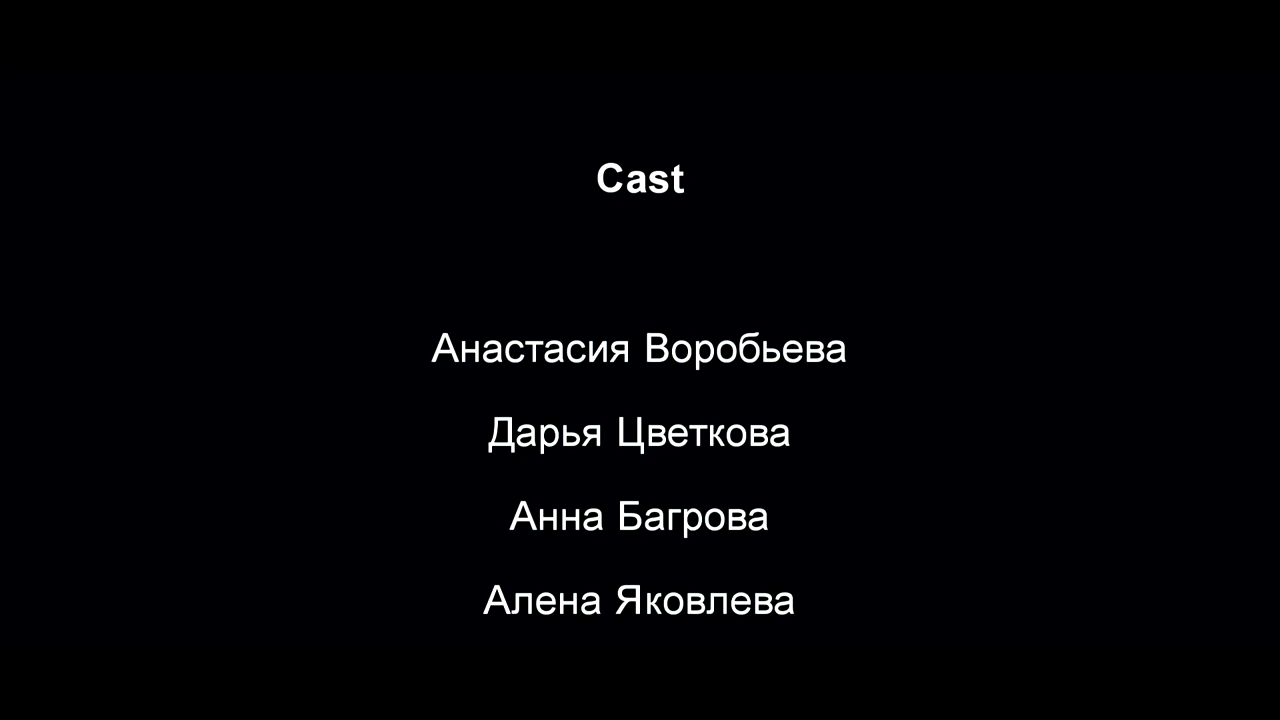 Cast
Анастасия Воробьева
Дарья Цветкова
Анна Багрова
Алена Яковлева